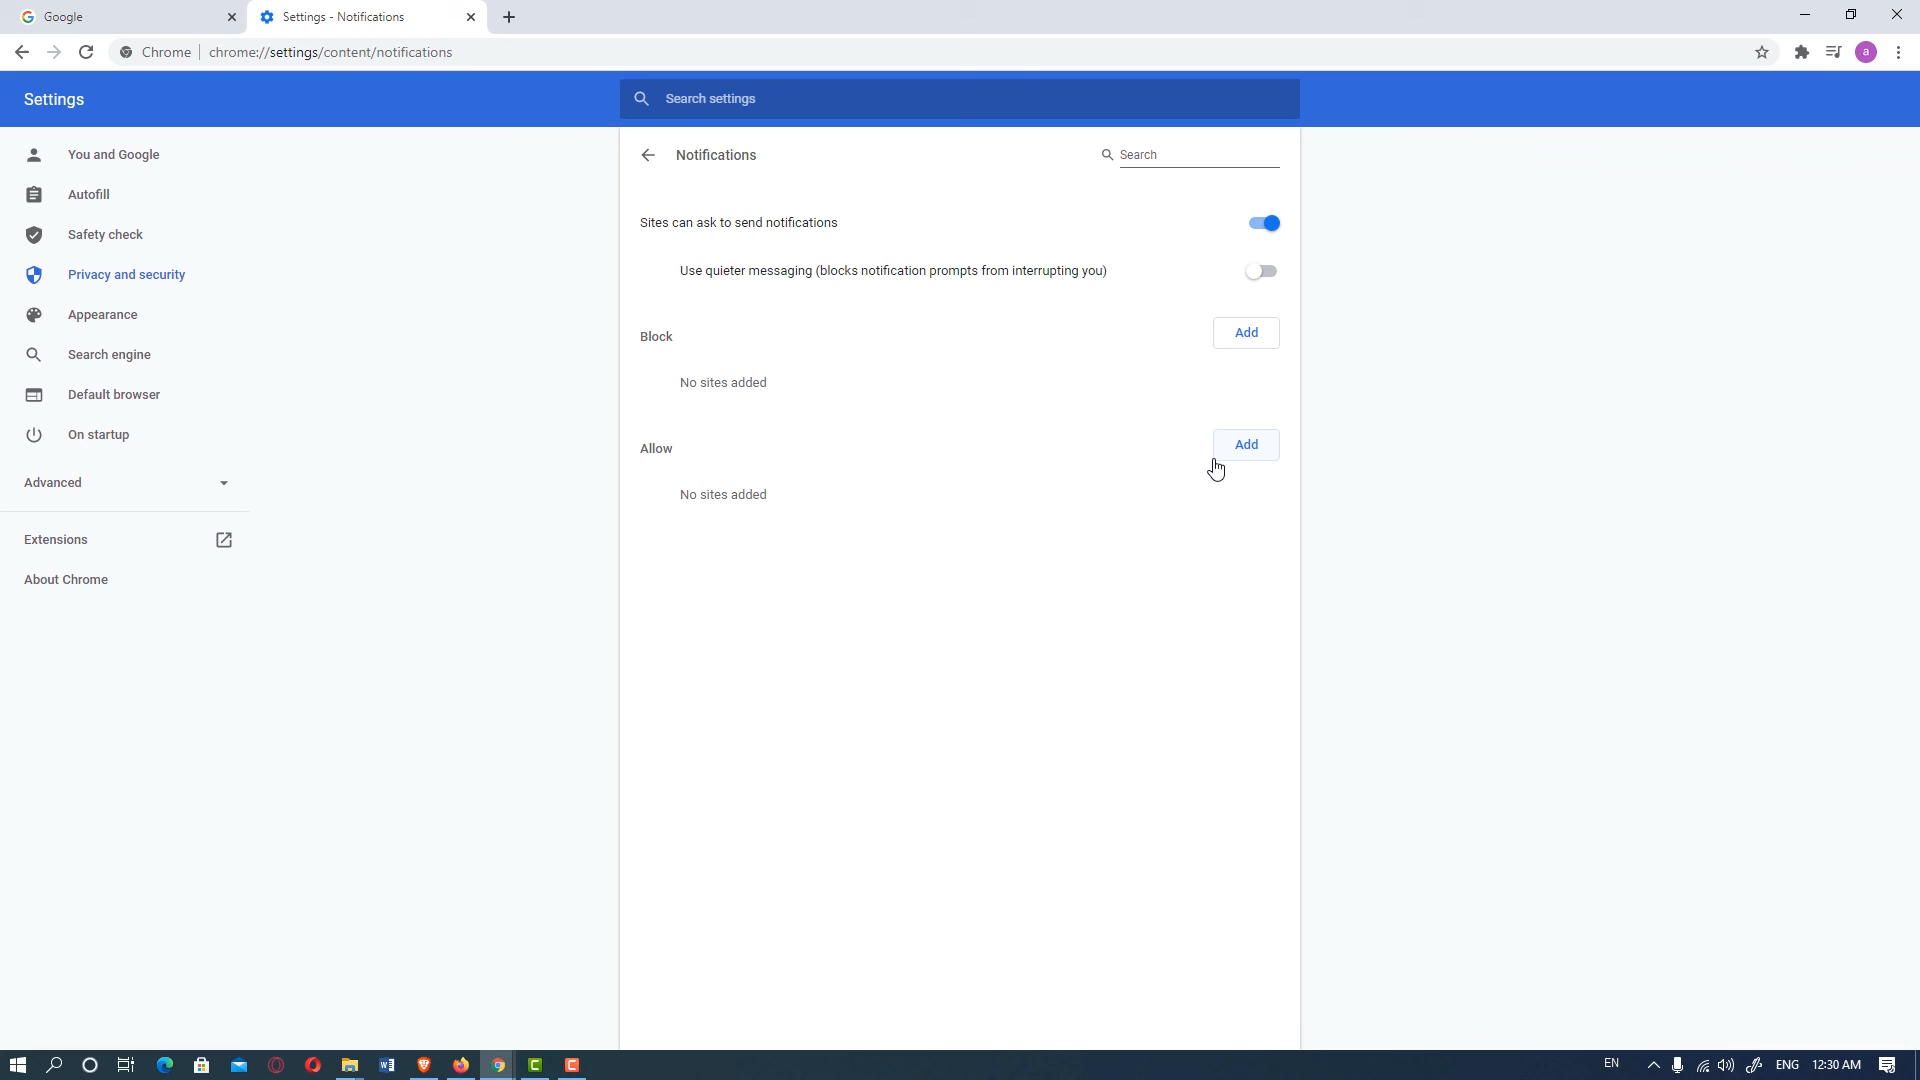 Google
Settings - Notifications
Chrome
chrome://settings/content/notifications
a
Settings
Search settings
You and Google
Autofill
Safety check
Privacy and security
Appearance
Search engine
Default browser
On startup
Advanced
Extensions
About Chrome
Notifications
Search
Sites can ask to send notifications
Use quieter messaging (blocks notification prompts from interrupting you)
Block
Add
No sites added
Allow
Add
No sites added
EN
ENG
12:30 AM